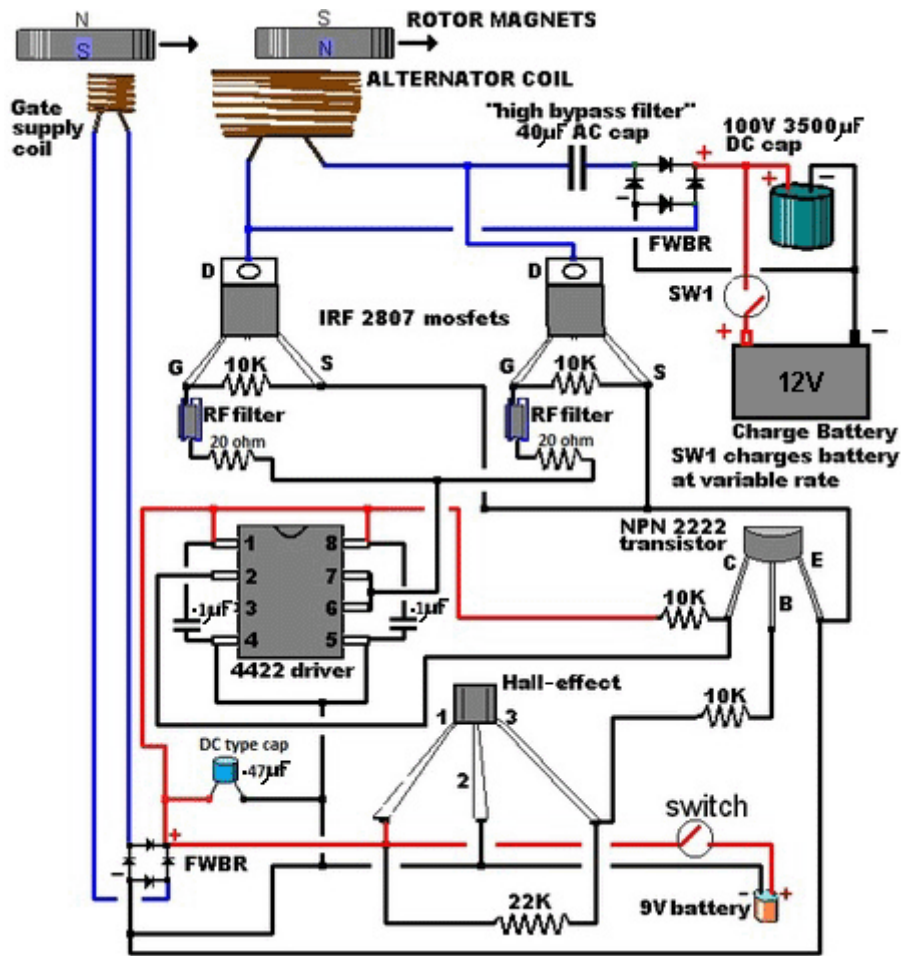 N
S
S
N
ROTOR MAGNETS
ALTERNATOR COIL
Gate
supply
coil
"high bypass filter"
40µF AC cap
100V 3500µF
DC cap
+
+
−
−
FWBR
SW1
D
D
IRF 2807 mosfets
G
10K
S
G
10K
S
RF filter
20 ohm
RF filter
20 ohm
+
−
12V
Charge Battery
SW1 charges battery
at variable rate
NPN 2222
transistor
C
E
B
10K
1
8
2
7
3
6
4
5
.1µF
.1µF
4422 driver
Hall-effect
1
3
2
10K
DC type cap
.47µF
switch
+
−
FWBR
22K
-
+
9V battery